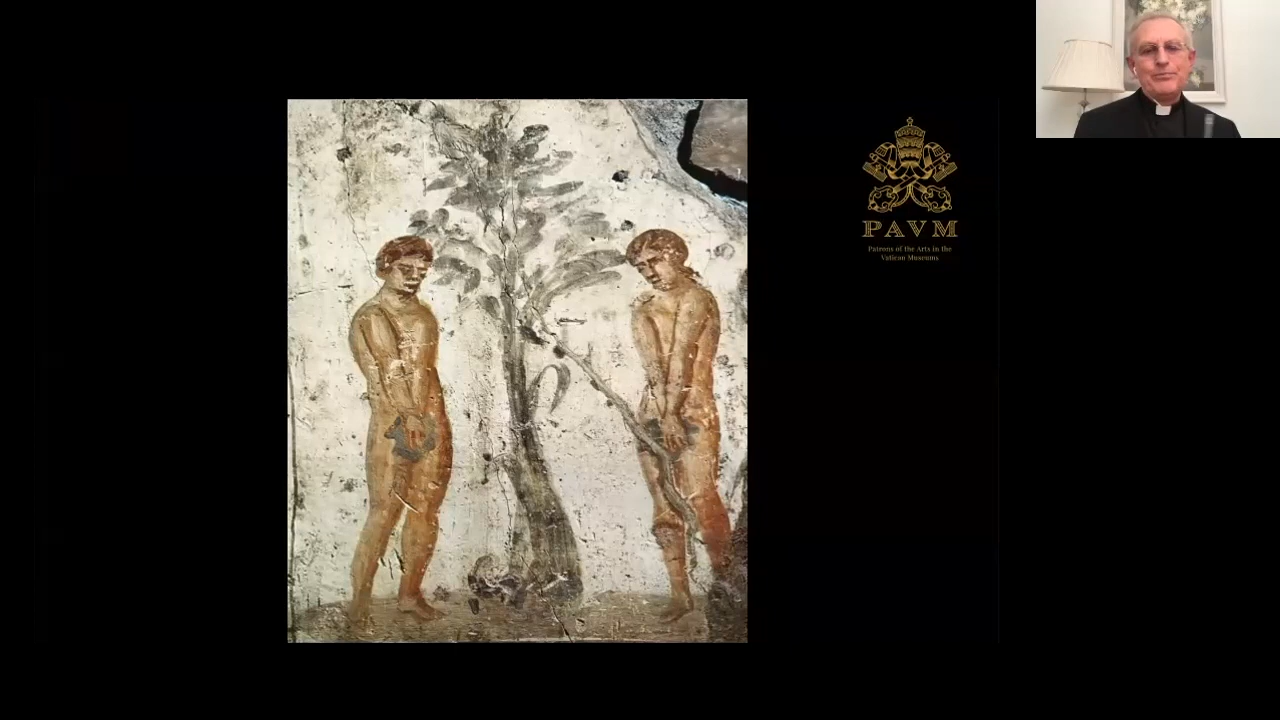 PAVM
Patrons of the Arts in the
Vatican Museums